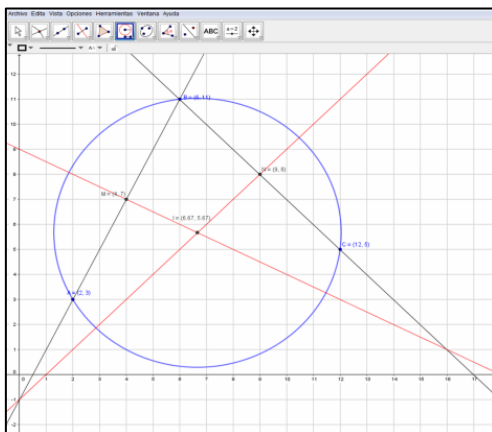 Archivo Edita Vista Opciones Herramientas Ventana Ayuda
ABC a=2
12
11
B = (6, 11)
10
9
8
N = (9, 8)
7
M = (4, 7)
6
I = (6.67, 5.67)
5
C = (12, 5)
4
3
A = (2, 3)
2
1
0
0 1 2 3 4 5 6 7 8 9 10 11 12 13 14 15 16 17
-1